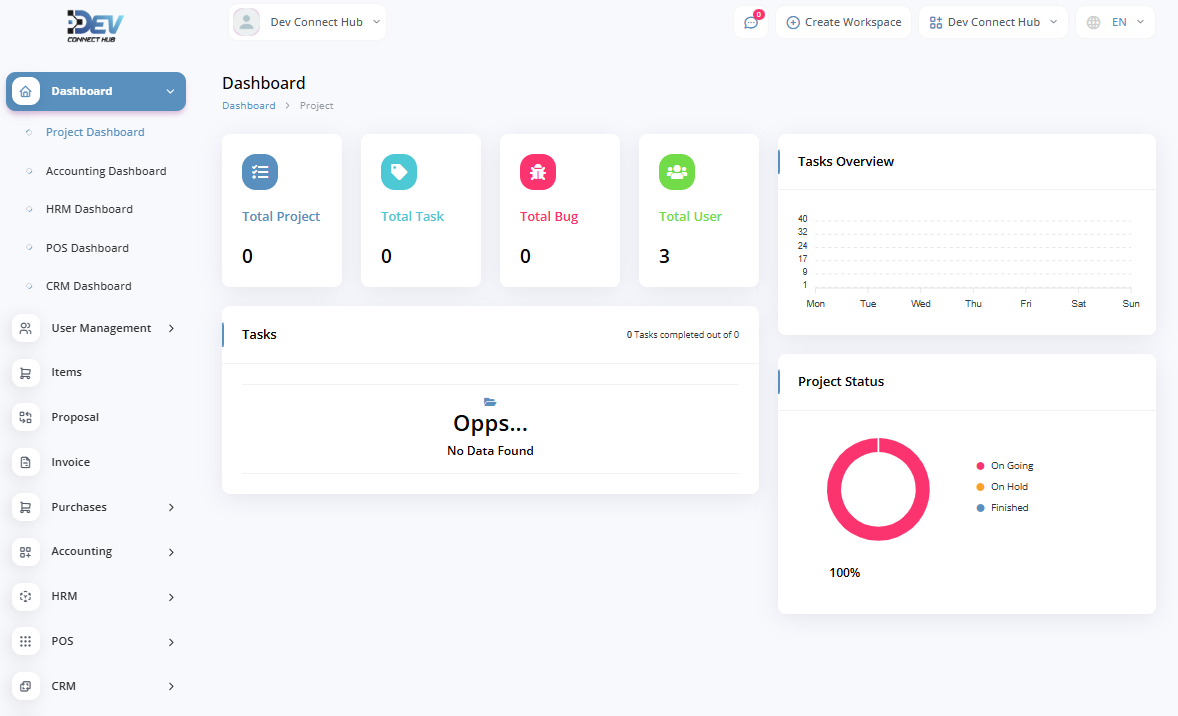 DEV
CONNECT HUB
Dev Connect Hub
0
Create Workspace
Dev Connect Hub
EN
Dashboard
Project Dashboard
Accounting Dashboard
HRM Dashboard
POS Dashboard
CRM Dashboard
User Management
Items
Proposal
Invoice
Purchases
Accounting
HRM
POS
CRM
Dashboard
Dashboard > Project
Total Project
0
Total Task
0
Total Bug
0
Total User
3
Tasks
0 Tasks completed out of 0
Opps...
No Data Found
Tasks Overview
40
32
24
17
9
1
Mon Tue Wed Thu Fri Sat Sun
Project Status
On Going
On Hold
Finished
100%